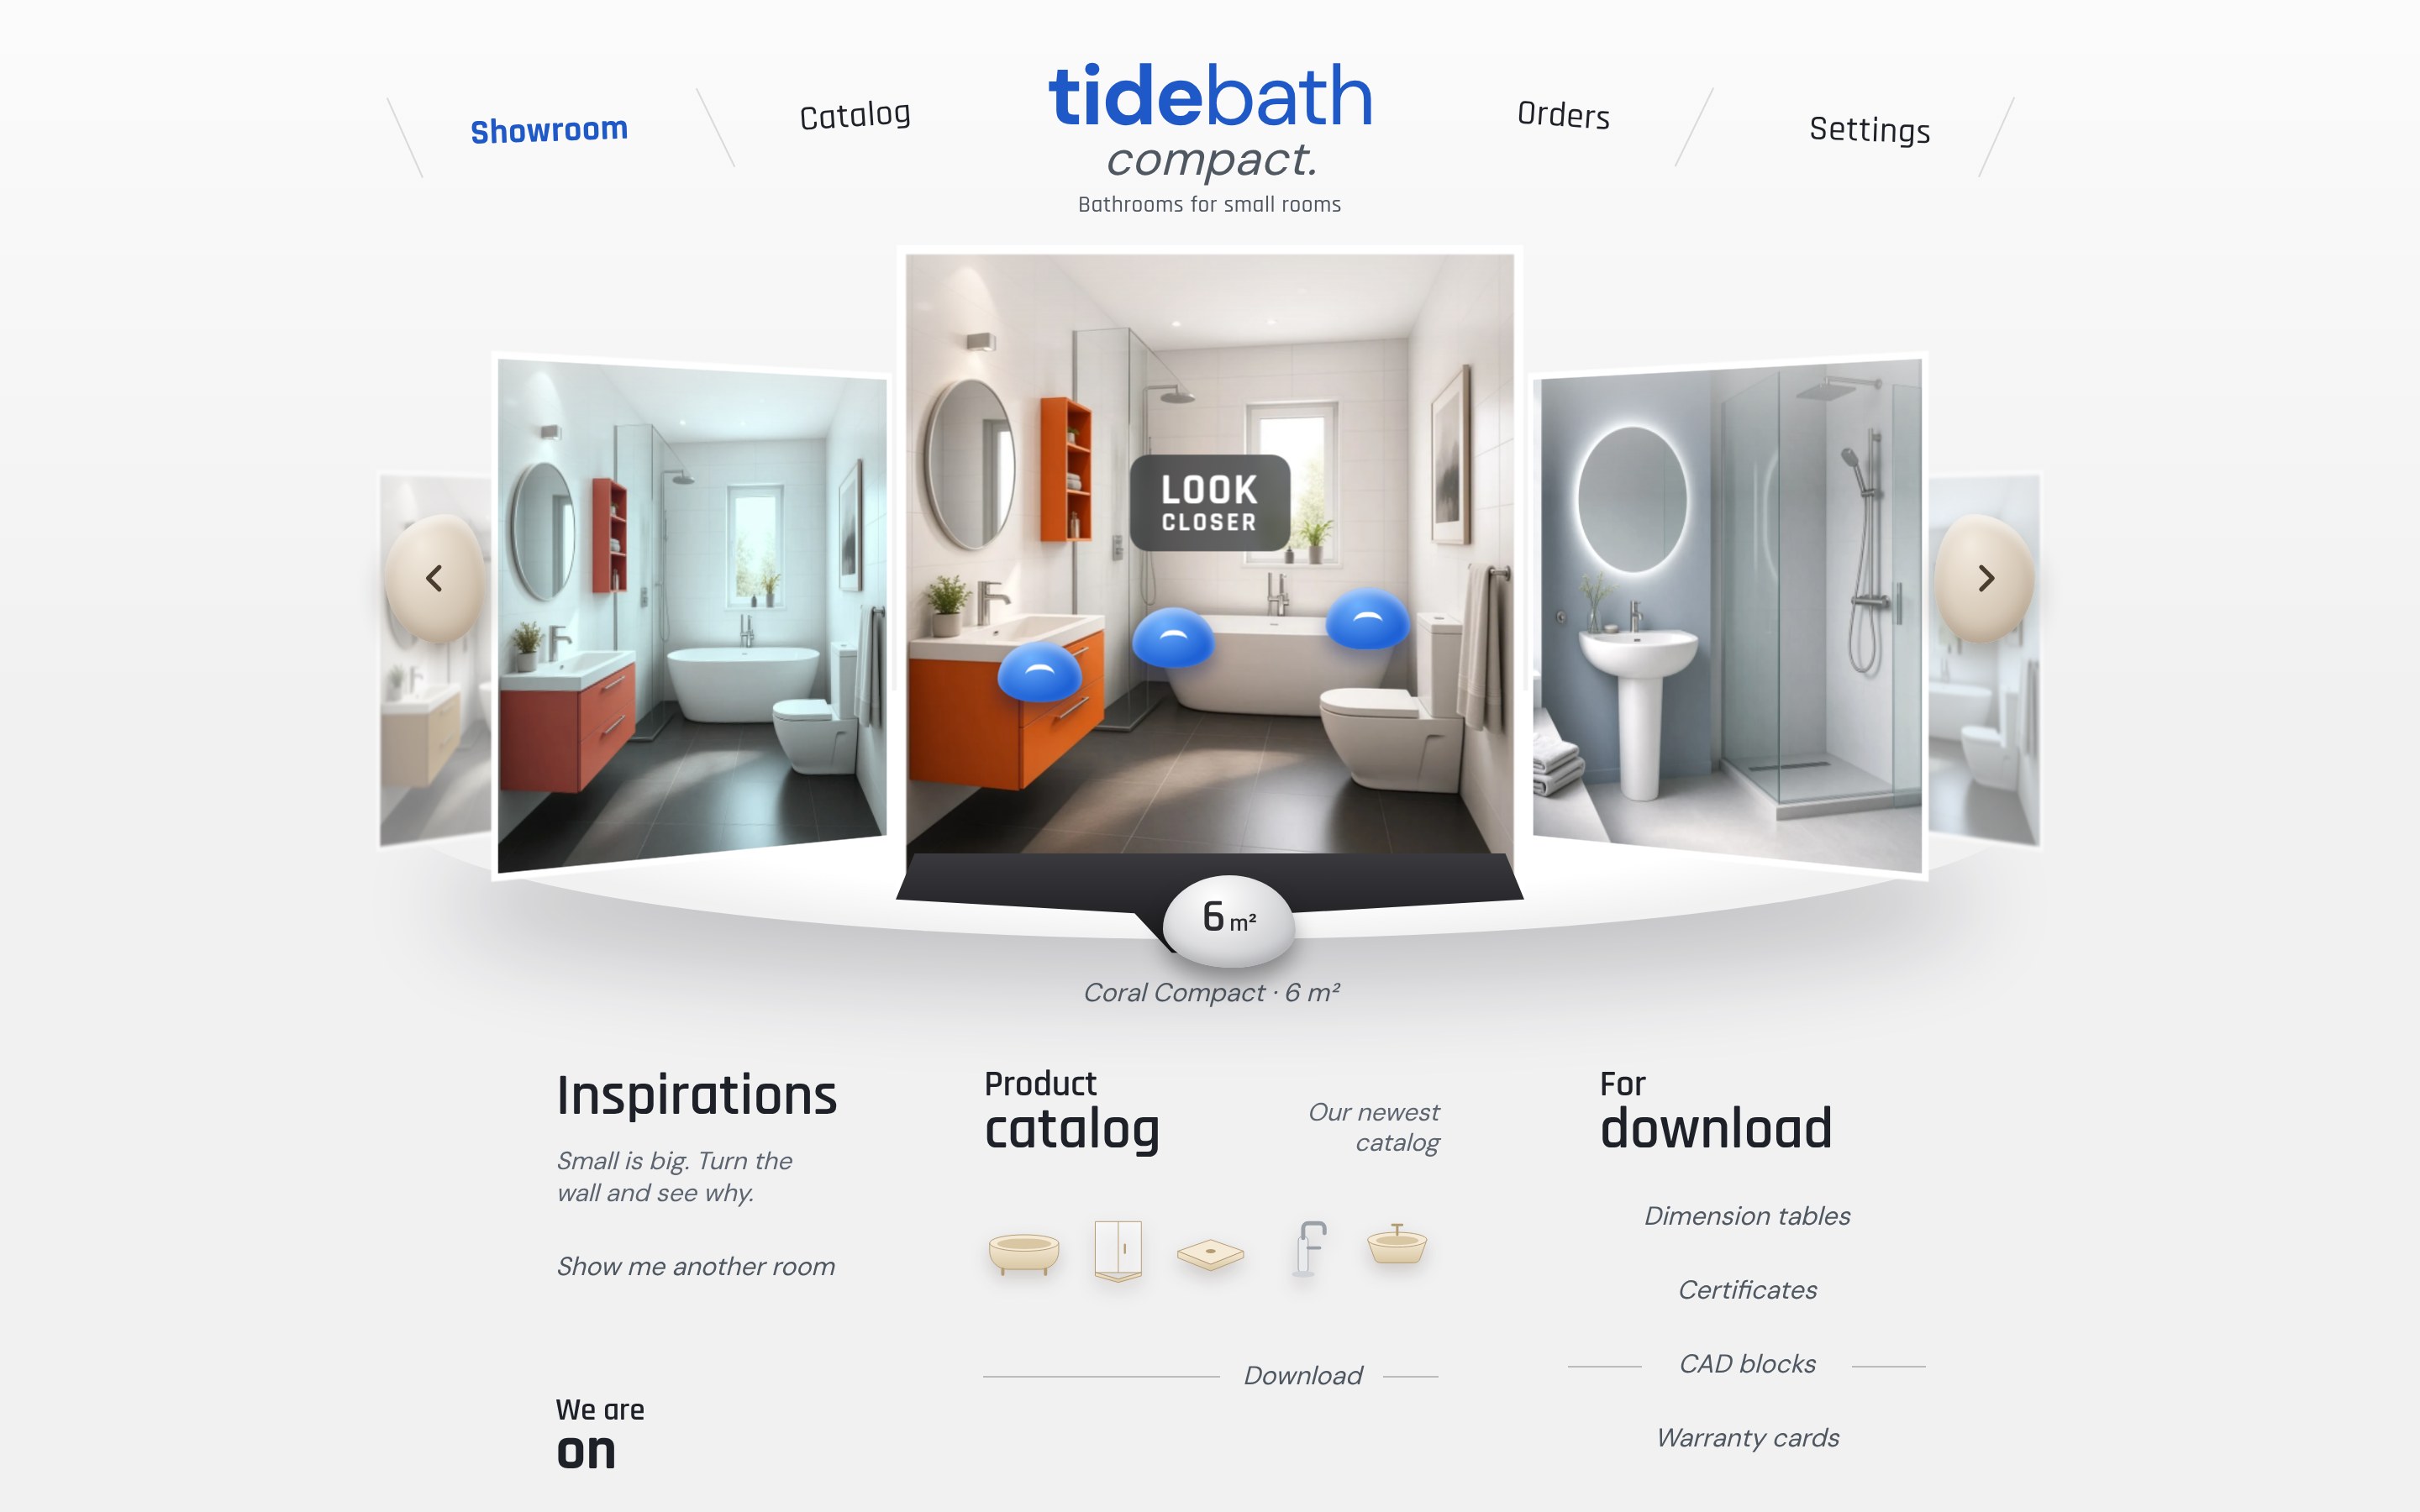 Showroom
Catalog
tidebath
compact.
Bathrooms for small rooms
Orders
Settings
LOOK
CLOSER
6 m²
Coral Compact · 6 m²
Inspirations
Small is big. Turn the
wall and see why.
Show me another room
We are
on
Product
catalog
Our newest
catalog
Download
For
download
Dimension tables
Certificates
CAD blocks
Warranty cards